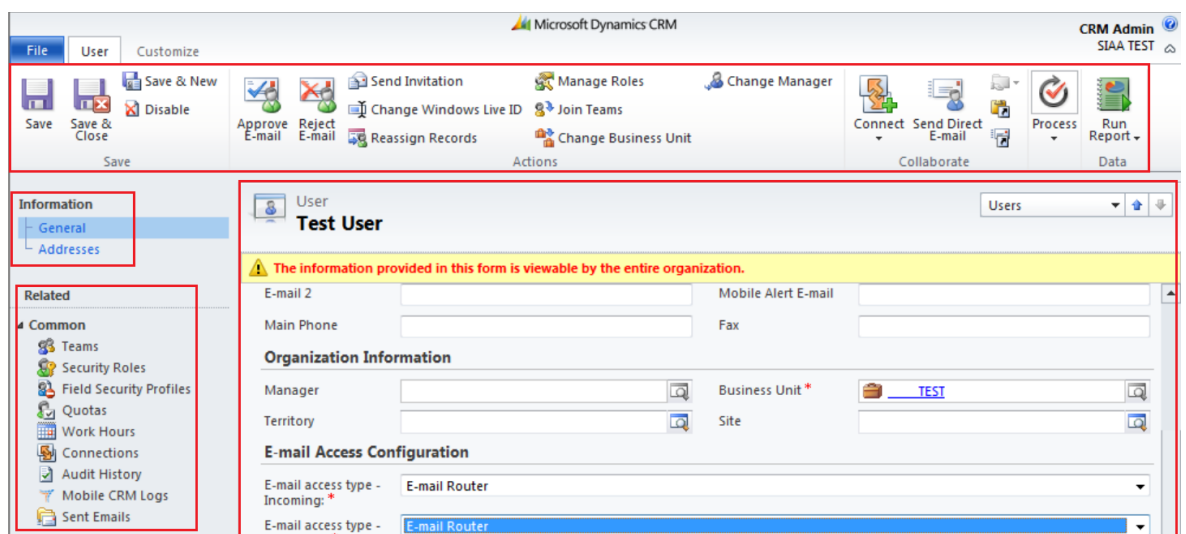 Microsoft Dynamics CRM
CRM Admin
SIAA TEST
File User Customize
Save
Save & Close
Save & New
Disable
Save
Approve E-mail
Reject E-mail
Send Invitation
Change Windows Live ID
Reassign Records
Manage Roles
Join Teams
Change Business Unit
Change Manager
Actions
Connect
Send Direct E-mail
Collaborate
Process
Run Report
Data
Information
General
Addresses
Related
Common
Teams
Security Roles
Field Security Profiles
Quotas
Work Hours
Connections
Audit History
Mobile CRM Logs
Sent Emails
User
Test User
Users
The information provided in this form is viewable by the entire organization.
E-mail 2 Mobile Alert E-mail
Main Phone Fax
Organization Information
Manager Business Unit * TEST
Territory Site
E-mail Access Configuration
E-mail access type - Incoming: * E-mail Router
E-mail access type - E-mail Router